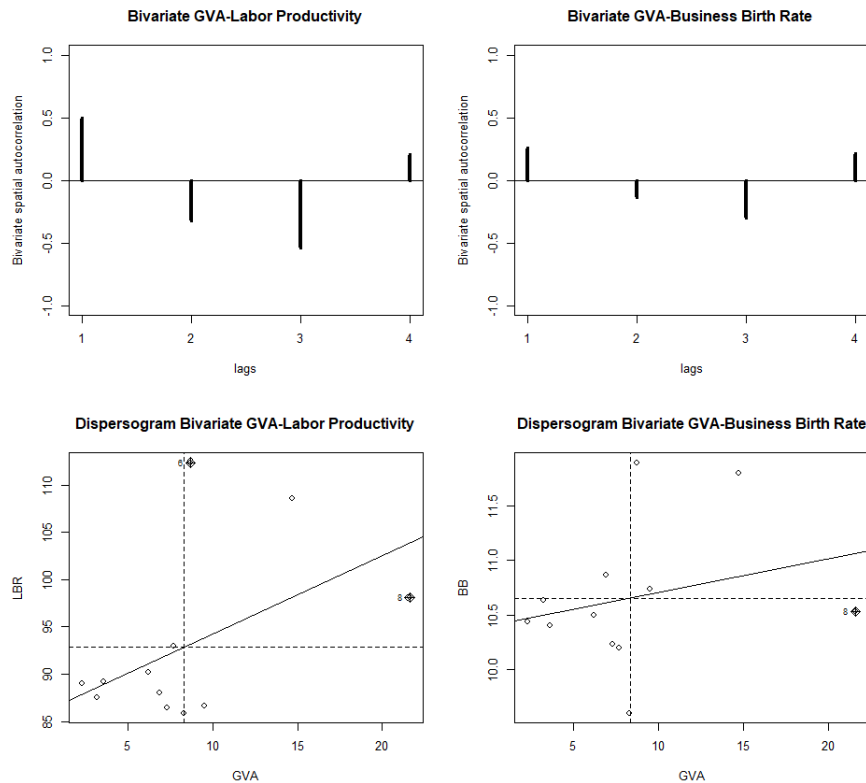 Bivariate GVA-Labor Productivity
Bivariate spatial autocorrelation
1.0
0.5
0.0
-0.5
-1.0
1 2 3 4
lags
Bivariate GVA-Business Birth Rate
Bivariate spatial autocorrelation
1.0
0.5
0.0
-0.5
-1.0
1 2 3 4
lags
Dispersogram Bivariate GVA-Labor Productivity
LBR
110
105
100
95
90
85
6
8
5 10 15 20
GVA
Dispersogram Bivariate GVA-Business Birth Rate
BB
11.5
11.0
10.5
10.0
8
5 10 15 20
GVA